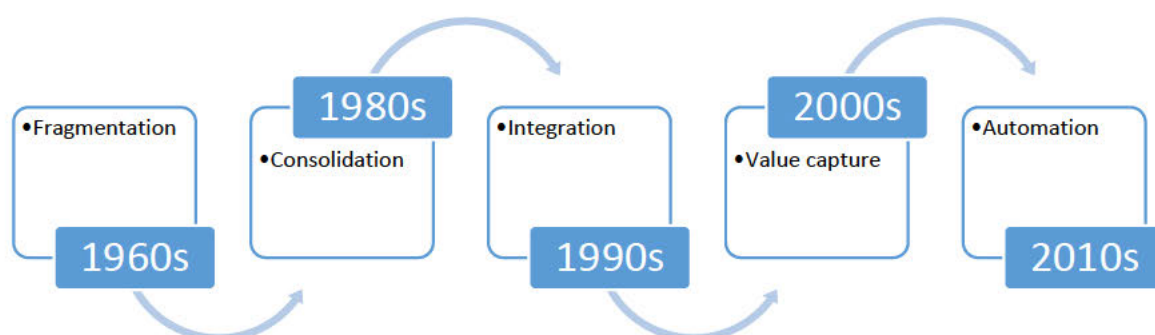 •Fragmentation
1960s
1980s
•Consolidation
•Integration
1990s
2000s
•Value capture
•Automation
2010s